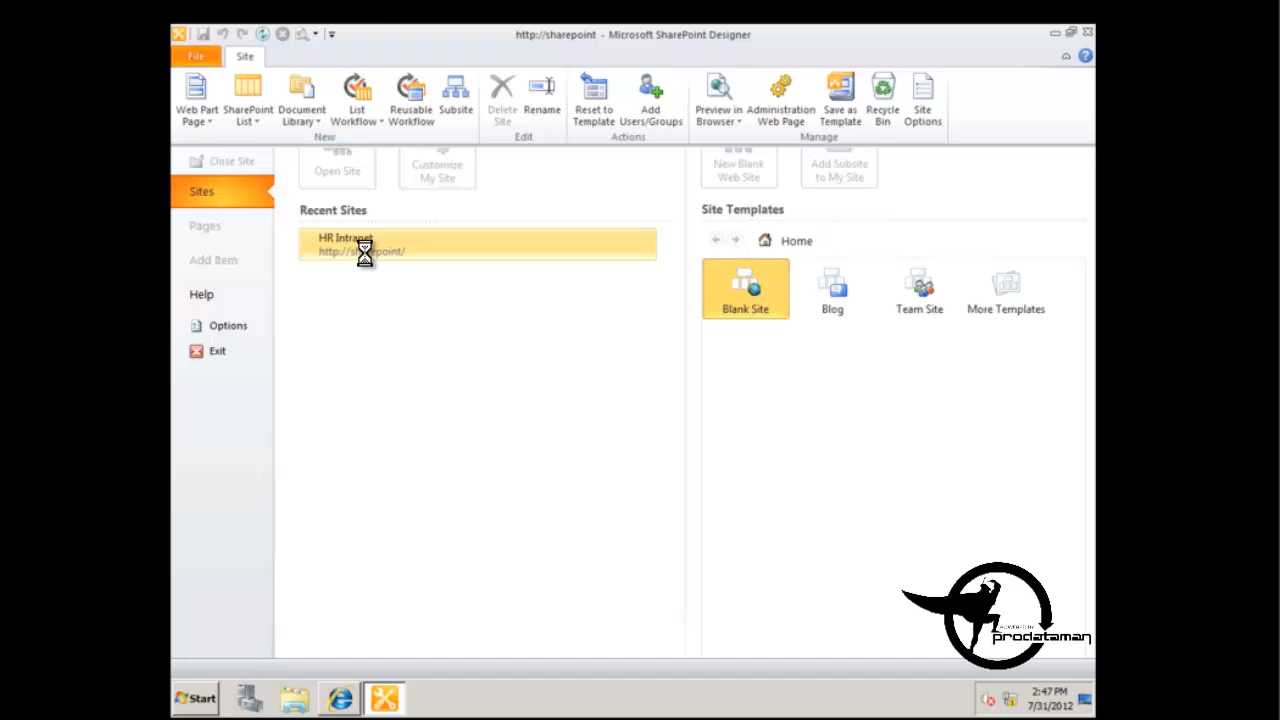 http://sharepoint - Microsoft SharePoint Designer
File Site
Web Part Page SharePoint List Document Library List Workflow Reusable Workflow Subsite Delete Site Rename Reset to Template Add Users/Groups Preview in Browser Administration Web Page Save as Template Recycle Bin Site Options
New Edit Actions Manage
Close Site
Sites
Pages
Add Item
Help
Options
Exit
Open Site
Customize
My Site
Recent Sites
HR Intranet
http://sharepoint/
New Blank
Web Site
Add Subsite
to My Site
Site Templates
Home
Blank Site Blog Team Site More Templates
POWERED BY
prodataman
Start
2:47 PM
7/31/2012